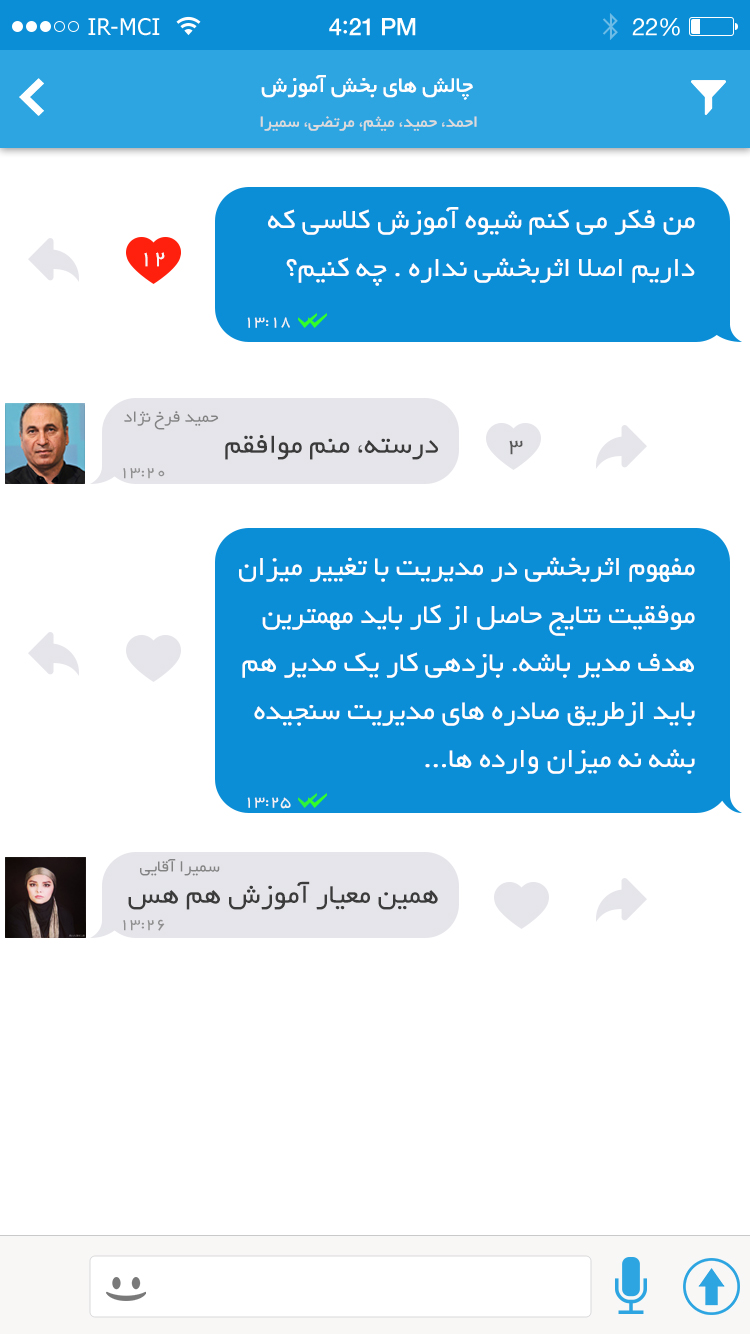 IR-MCI 4:21 PM 22%
چالش های بخش آموزش
احمد، حمید، میثم، مرتضی، سمیرا
من فکر می کنم شیوه آموزش کلاسی که
داریم اصلا اثربخشی نداره . چه کنیم؟
۱۳:۱۸
۱۲
حمید فرخ نژاد
درسته، منم موافقم
۱۳:۲۰
۳
مفهوم اثربخشی در مدیریت با تغییر میزان
موفقیت نتایج حاصل از کار باید مهمترین
هدف مدیر باشه. بازدهی کار یک مدیر هم
باید ازطریق صادره های مدیریت سنجیده
بشه نه میزان وارده ها...
۱۳:۲۵
سمیرا آقایی
همین معیار آموزش هم هس
۱۳:۲۶